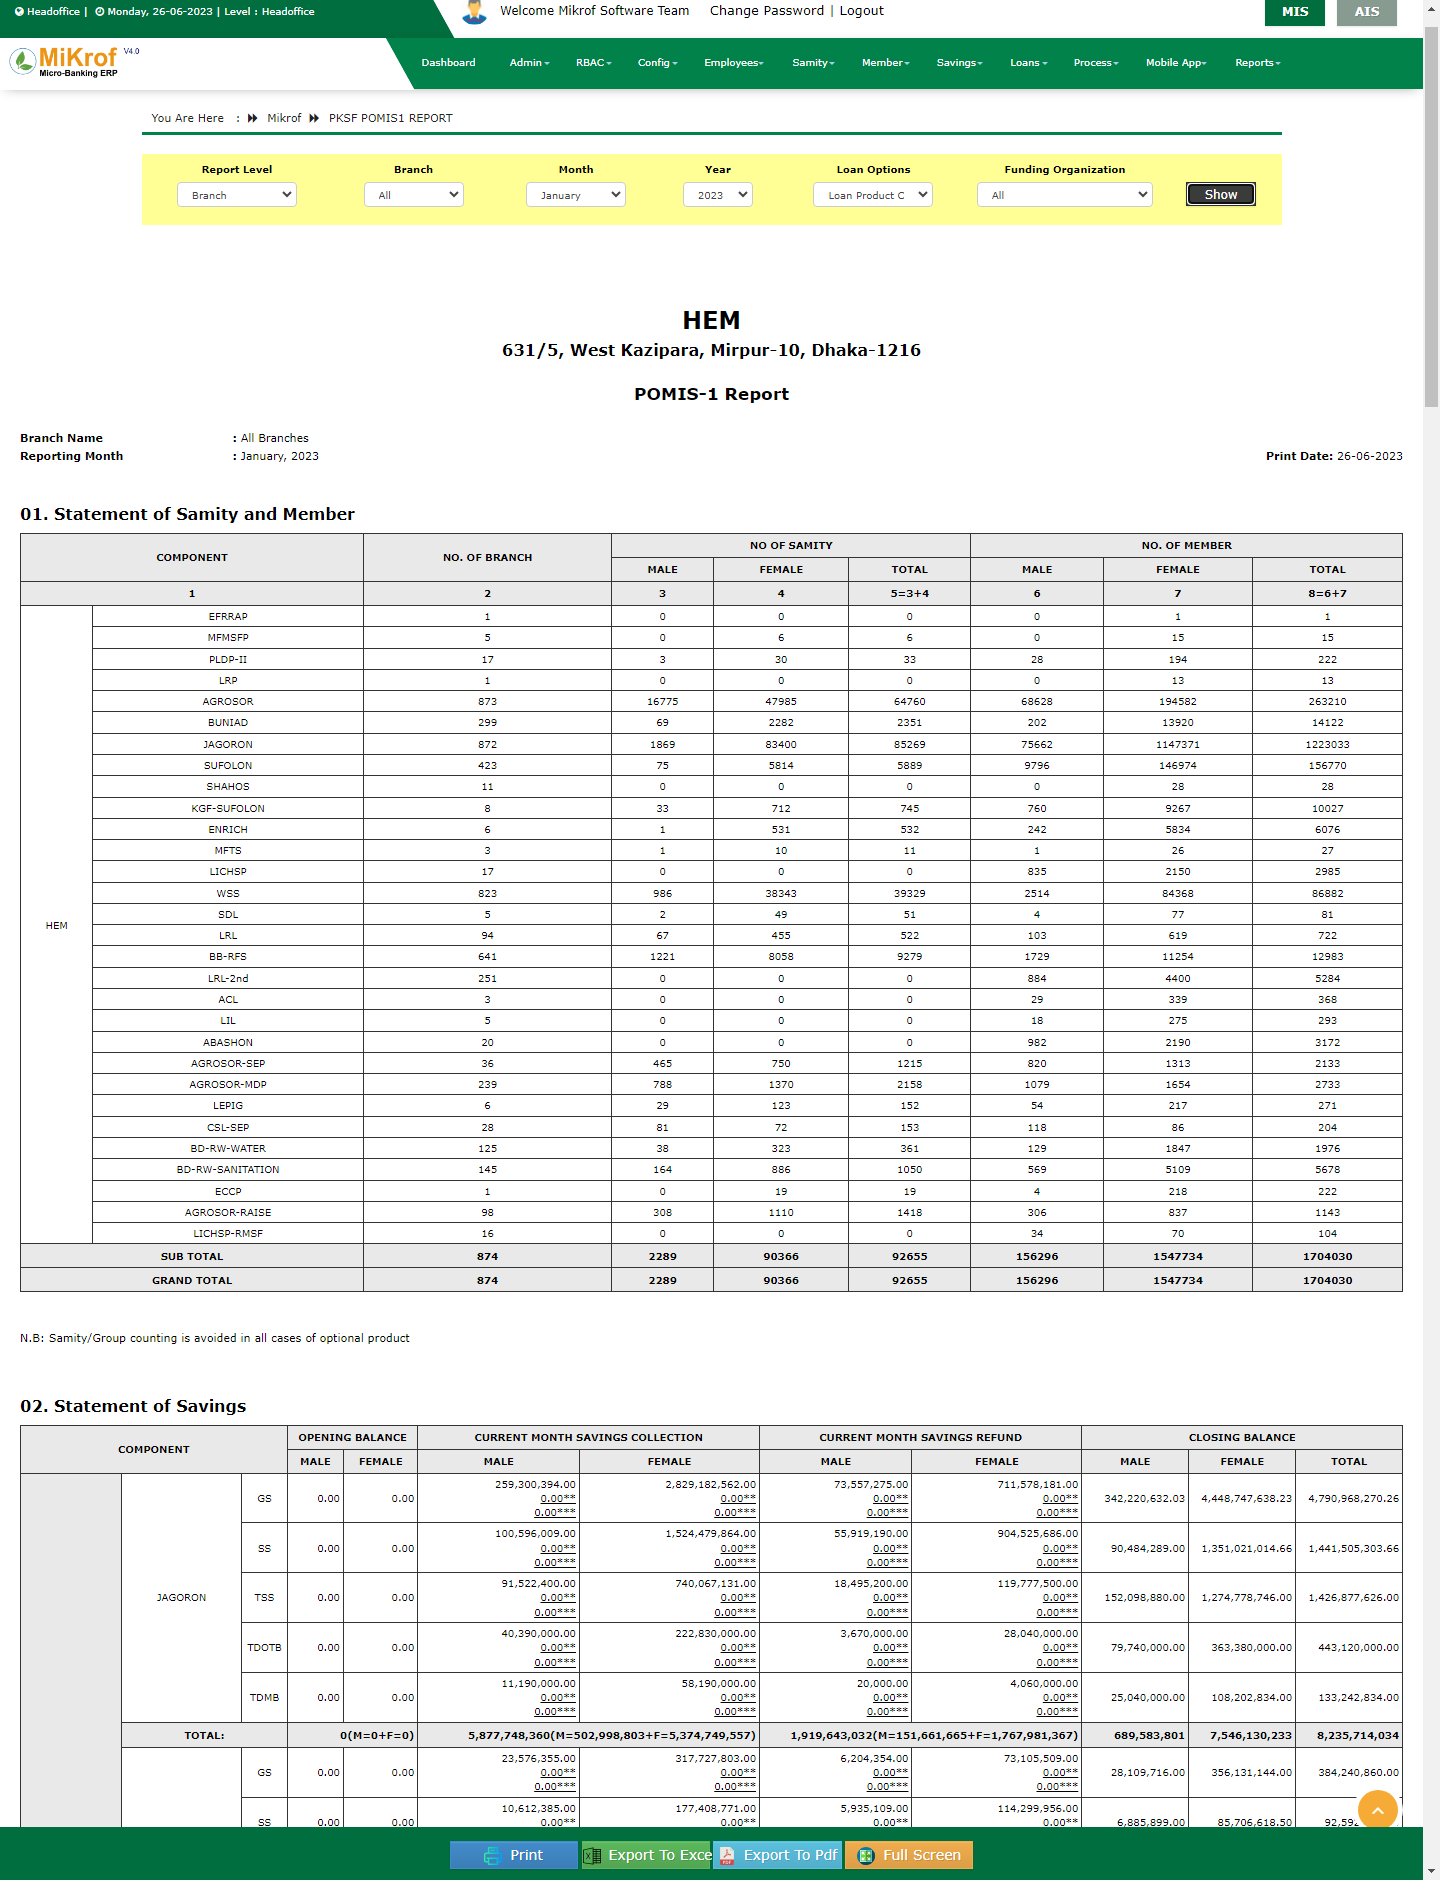 Headoffice | Monday, 26-06-2023 | Level : Headoffice
Welcome Mikrof Software Team Change Password | Logout
MIS AIS
MiKrof V4.0
Micro-Banking ERP
Dashboard Admin RBAC Config Employees Samity Member Savings Loans Process Mobile App Reports
You Are Here : Mikrof PKSF POMIS1 REPORT
Report Level Branch Month Year Loan Options Funding Organization
Branch All January 2023 Loan Product C All Show
HEM
631/5, West Kazipara, Mirpur-10, Dhaka-1216
POMIS-1 Report
Branch Name : All Branches
Reporting Month : January, 2023 Print Date: 26-06-2023
01. Statement of Samity and Member
COMPONENT NO. OF BRANCH NO OF SAMITY NO. OF MEMBER
MALE FEMALE TOTAL MALE FEMALE TOTAL
1 2 3 4 5=3+4 6 7 8=6+7
EFRRAP 1 0 0 0 0 1 1
MFMSFP 5 0 6 6 0 15 15
PLDP-II 17 3 30 33 28 194 222
LRP 1 0 0 0 0 13 13
AGROSOR 873 16775 47985 64760 68628 194582 263210
BUNIAD 299 69 2282 2351 202 13920 14122
JAGORON 872 1869 83400 85269 75662 1147371 1223033
SUFOLON 423 75 5814 5889 9796 146974 156770
SHAHOS 11 0 0 0 0 28 28
KGF-SUFOLON 8 33 712 745 760 9267 10027
ENRICH 6 1 531 532 242 5834 6076
MFTS 3 1 10 11 1 26 27
LICHSP 17 0 0 0 835 2150 2985
WSS 823 986 38343 39329 2514 84368 86882
SDL 5 2 49 51 4 77 81
HEM
LRL 94 67 455 522 103 619 722
BB-RFS 641 1221 8058 9279 1729 11254 12983
LRL-2nd 251 0 0 0 884 4400 5284
ACL 3 0 0 0 29 339 368
LIL 5 0 0 0 18 275 293
ABASHON 20 0 0 0 982 2190 3172
AGROSOR-SEP 36 465 750 1215 820 1313 2133
AGROSOR-MDP 239 788 1370 2158 1079 1654 2733
LEPIG 6 29 123 152 54 217 271
CSL-SEP 28 81 72 153 118 86 204
BD-RW-WATER 125 38 323 361 129 1847 1976
BD-RW-SANITATION 145 164 886 1050 569 5109 5678
ECCP 1 0 19 19 4 218 222
AGROSOR-RAISE 98 308 1110 1418 306 837 1143
LICHSP-RMSF 16 0 0 0 34 70 104
SUB TOTAL 874 2289 90366 92655 156296 1547734 1704030
GRAND TOTAL 874 2289 90366 92655 156296 1547734 1704030
N.B: Samity/Group counting is avoided in all cases of optional product
02. Statement of Savings
COMPONENT OPENING BALANCE CURRENT MONTH SAVINGS COLLECTION CURRENT MONTH SAVINGS REFUND CLOSING BALANCE
MALE FEMALE MALE FEMALE MALE FEMALE MALE FEMALE TOTAL
259,300,394.00 2,829,182,562.00 73,557,275.00 711,578,181.00
GS 0.00 0.00 0.00** 0.00** 0.00** 0.00** 342,220,632.03 4,448,747,638.23 4,790,968,270.26
0.00*** 0.00*** 0.00*** 0.00***
100,596,009.00 1,524,479,864.00 55,919,190.00 904,525,686.00
SS 0.00 0.00 0.00** 0.00** 0.00** 0.00** 90,484,289.00 1,351,021,014.66 1,441,505,303.66
0.00*** 0.00*** 0.00*** 0.00***
91,522,400.00 740,067,131.00 18,495,200.00 119,777,500.00
JAGORON TSS 0.00 0.00 0.00** 0.00** 0.00** 0.00** 152,098,880.00 1,274,778,746.00 1,426,877,626.00
0.00*** 0.00*** 0.00*** 0.00***
40,390,000.00 222,830,000.00 3,670,000.00 28,040,000.00
TDOTB 0.00 0.00 0.00** 0.00** 0.00** 0.00** 79,740,000.00 363,380,000.00 443,120,000.00
0.00*** 0.00*** 0.00*** 0.00***
11,190,000.00 58,190,000.00 20,000.00 4,060,000.00
TDMB 0.00 0.00 0.00** 0.00** 0.00** 0.00** 25,040,000.00 108,202,834.00 133,242,834.00
0.00*** 0.00*** 0.00*** 0.00***
TOTAL: 0(M=0+F=0) 5,877,748,360(M=502,998,803+F=5,374,749,557) 1,919,643,032(M=151,661,665+F=1,767,981,367) 689,583,801 7,546,130,233 8,235,714,034
23,576,355.00 317,727,803.00 6,204,354.00 73,105,509.00
GS 0.00 0.00 0.00** 0.00** 0.00** 0.00** 28,109,716.00 356,131,144.00 384,240,860.00
0.00*** 0.00*** 0.00*** 0.00***
10,612,385.00 177,408,771.00 5,935,109.00 114,299,956.00
SS 0.00 0.00 0.00** 0.00** 0.00** 0.00** 6,885,899.00 85,706,618.50
Print Export To Exce Export To Pdf Full Screen